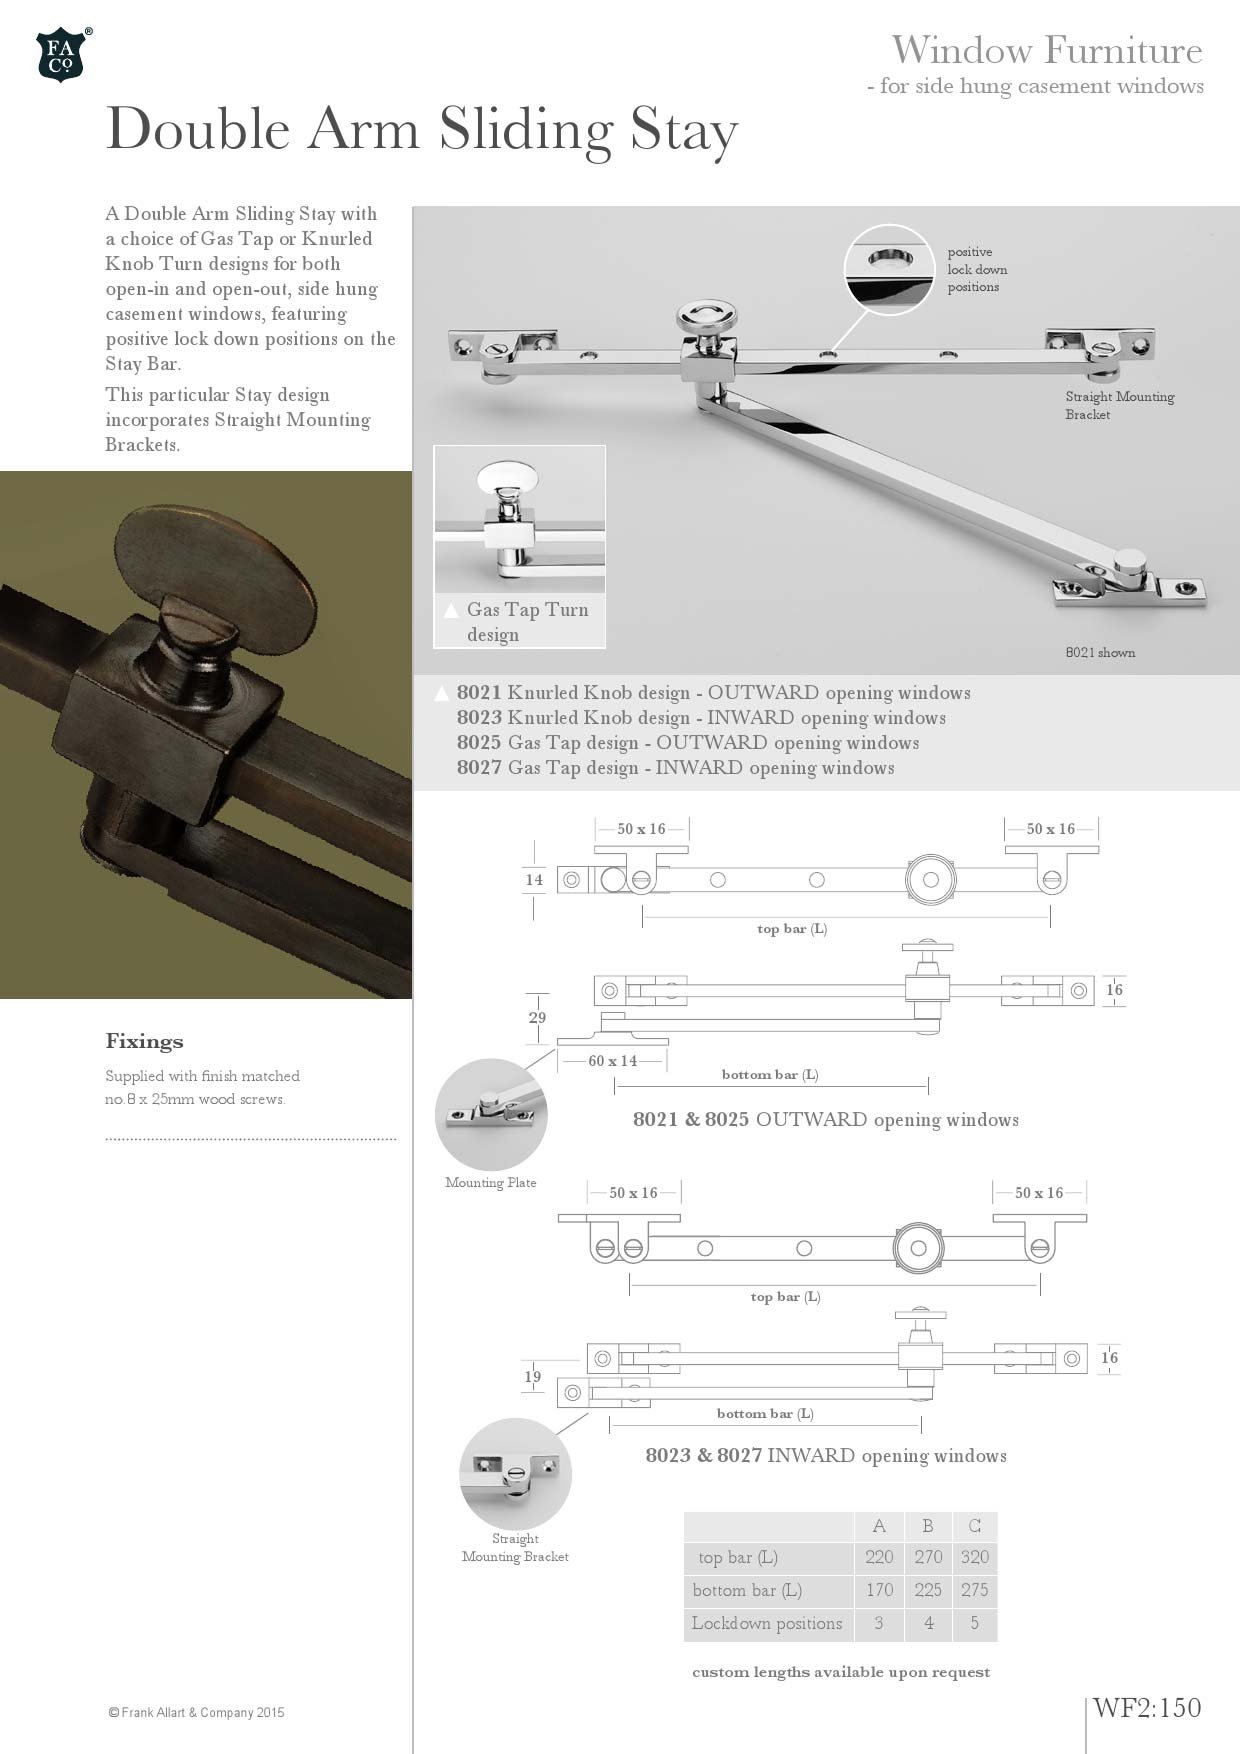 FA
Co.
®
Window Furniture
- for side hung casement windows
Double Arm Sliding Stay
A Double Arm Sliding Stay with
a choice of Gas Tap or Knurled
Knob Turn designs for both
open-in and open-out, side hung
casement windows, featuring
positive lock down positions on the
Stay Bar.
This particular Stay design
incorporates Straight Mounting
Brackets.
positive
lock down
positions
Straight Mounting
Bracket
Gas Tap Turn
design
8021 shown
8021 Knurled Knob design - OUTWARD opening windows
8023 Knurled Knob design - INWARD opening windows
8025 Gas Tap design - OUTWARD opening windows
8027 Gas Tap design - INWARD opening windows
50 x 16
50 x 16
14
top bar (L)
16
29
60 x 14
bottom bar (L)
8021 & 8025 OUTWARD opening windows
Mounting Plate
Fixings
Supplied with finish matched
no.8 x 25mm wood screws.
50 x 16
50 x 16
top bar (L)
16
19
bottom bar (L)
8023 & 8027 INWARD opening windows
Straight
Mounting Bracket
A B C
top bar (L) 220 270 320
bottom bar (L) 170 225 275
Lockdown positions 3 4 5
custom lengths available upon request
© Frank Allart & Company 2015
WF2:150